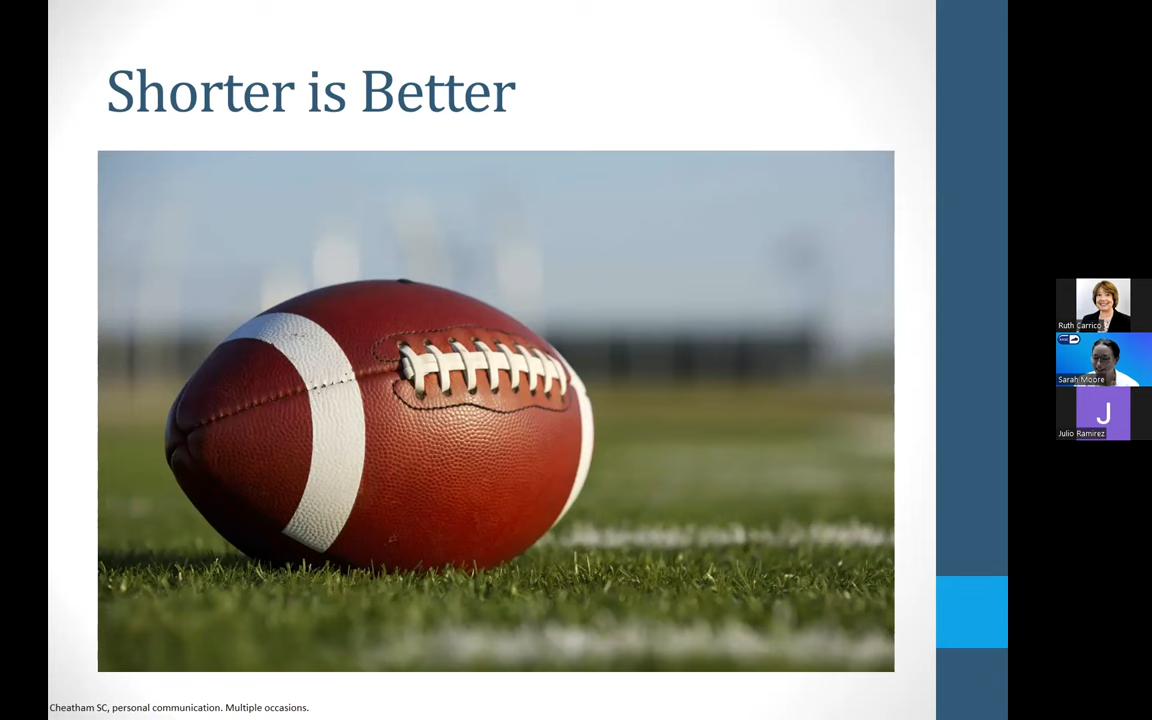 Shorter is Better
Ruth Carrico
Sarah Moore
J
Julio Ramirez
Cheatham SC, personal communication. Multiple occasions.